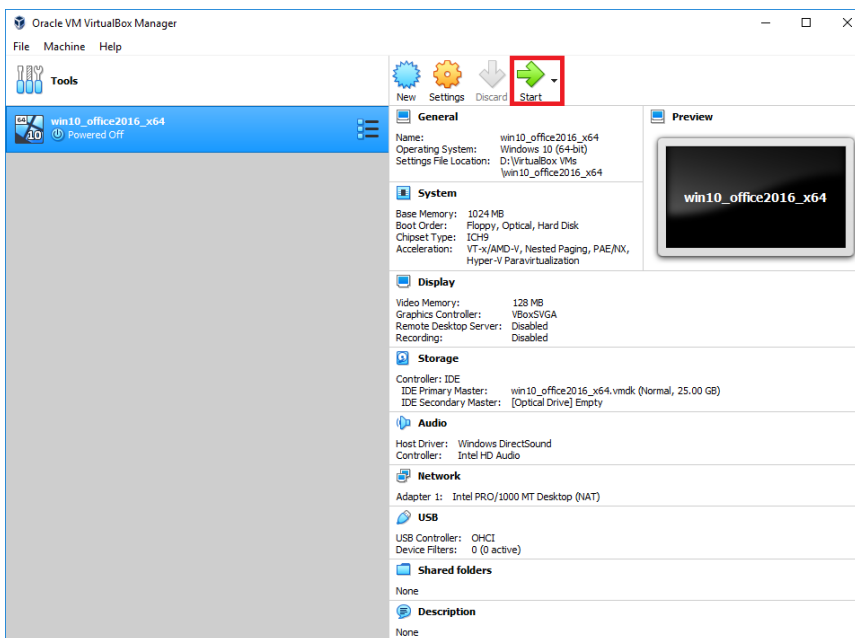 Oracle VM VirtualBox Manager
File Machine Help
Tools
New Settings Discard Start
64
10
win10_office2016_x64
Powered Off
General
Name: win10_office2016_x64
Operating System: Windows 10 (64-bit)
Settings File Location: D:\VirtualBox VMs
\win10_office2016_x64
Preview
win10_office2016_x64
System
Base Memory: 1024 MB
Boot Order: Floppy, Optical, Hard Disk
Chipset Type: ICH9
Acceleration: VT-x/AMD-V, Nested Paging, PAE/NX,
Hyper-V Paravirtualization
Display
Video Memory: 128 MB
Graphics Controller: VBoxSVGA
Remote Desktop Server: Disabled
Recording: Disabled
Storage
Controller: IDE
IDE Primary Master: win10_office2016_x64.vmdk (Normal, 25.00 GB)
IDE Secondary Master: [Optical Drive] Empty
Audio
Host Driver: Windows DirectSound
Controller: Intel HD Audio
Network
Adapter 1: Intel PRO/1000 MT Desktop (NAT)
USB
USB Controller: OHCI
Device Filters: 0 (0 active)
Shared folders
None
Description
None